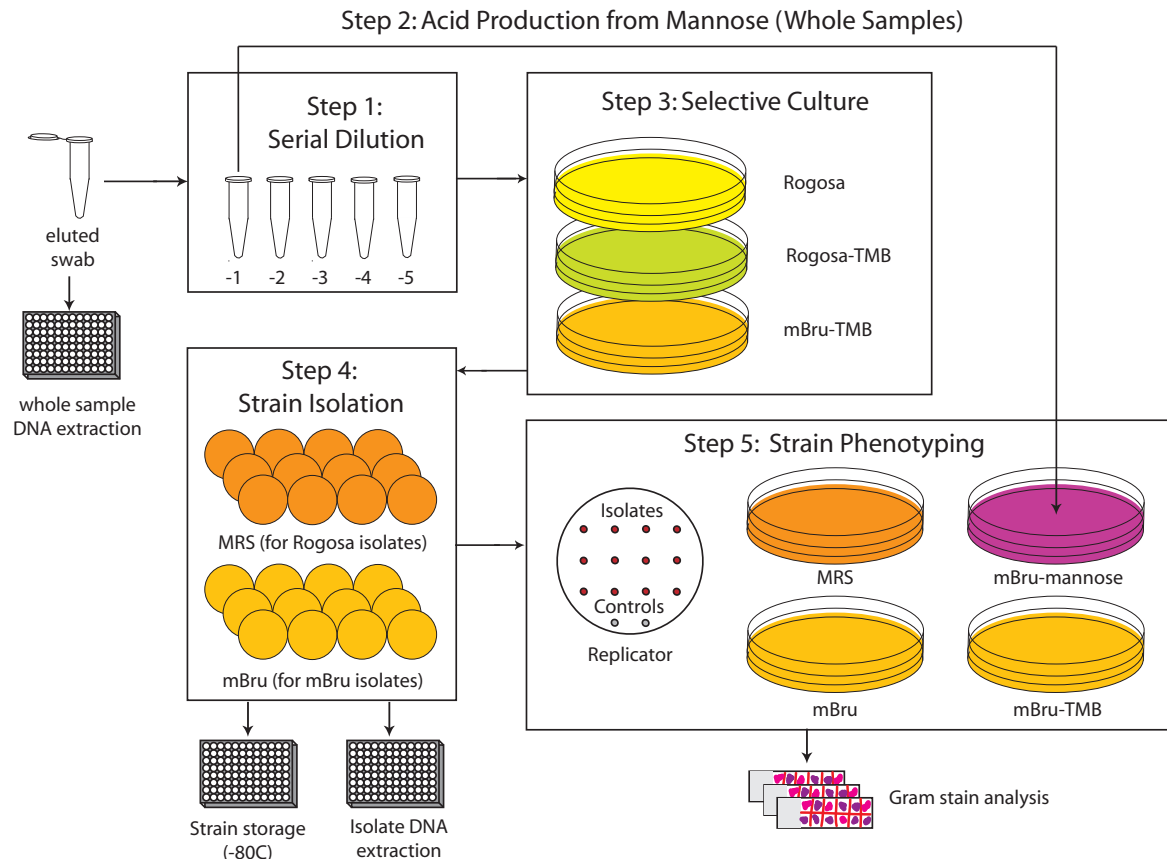 Step 2: Acid Production from Mannose (Whole Samples)
Step 1:
Serial Dilution
-1 -2 -3 -4 -5
eluted
swab
whole sample
DNA extraction
Step 3: Selective Culture
Rogosa
Rogosa-TMB
mBru-TMB
Step 4:
Strain Isolation
MRS (for Rogosa isolates)
mBru (for mBru isolates)
Strain storage
(-80C)
Isolate DNA
extraction
Step 5: Strain Phenotyping
Isolates
Controls
Replicator
MRS
mBru-mannose
mBru
mBru-TMB
Gram stain analysis